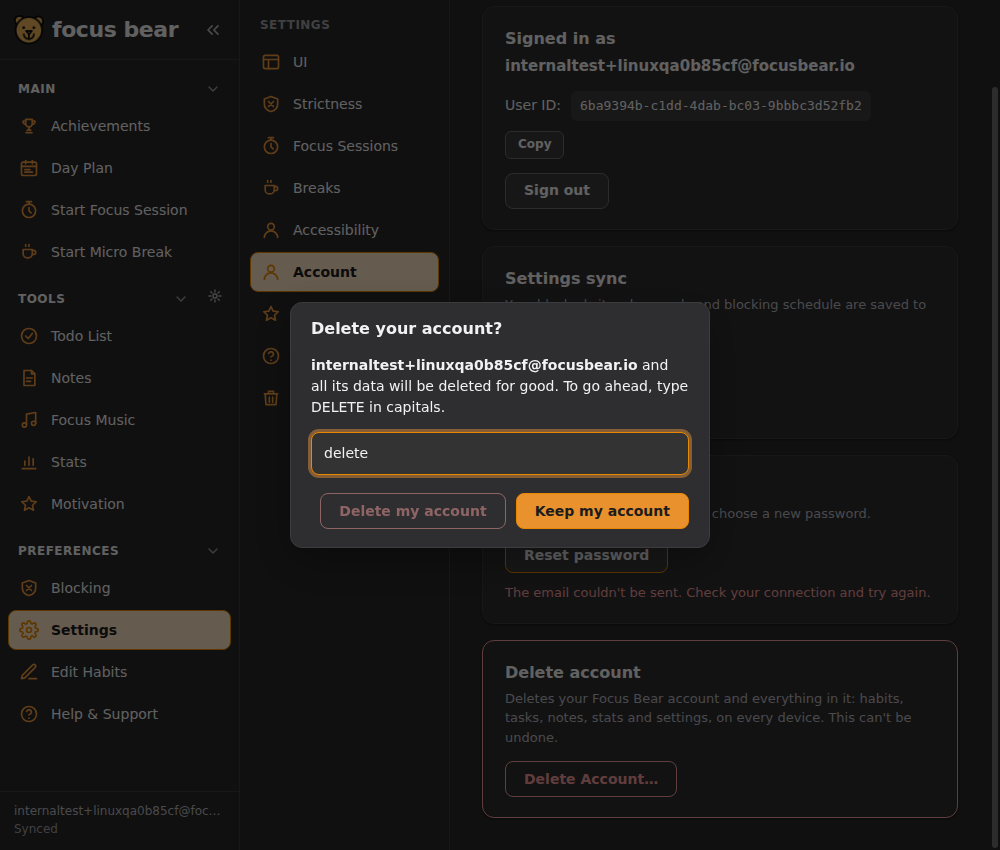 focus bear
MAIN
Achievements
Day Plan
Start Focus Session
Start Micro Break
TOOLS
Todo List
Notes
Focus Music
Stats
Motivation
PREFERENCES
Blocking
Settings
Edit Habits
Help & Support
internaltest+linuxqa0b85cf@foc...
Synced
SETTINGS
UI
Strictness
Focus Sessions
Breaks
Accessibility
Account
Signed in as
internaltest+linuxqa0b85cf@focusbear.io
User ID: 6ba9394b-c1dd-4dab-bc03-9bbbc3d52fb2
Copy
Sign out
Settings sync
and blocking schedule are saved to
Delete your account?
internaltest+linuxqa0b85cf@focusbear.io and
all its data will be deleted for good. To go ahead, type
DELETE in capitals.
delete
Delete my account
Keep my account
choose a new password.
Reset password
The email couldn't be sent. Check your connection and try again.
Delete account
Deletes your Focus Bear account and everything in it: habits,
tasks, notes, stats and settings, on every device. This can't be
undone.
Delete Account...